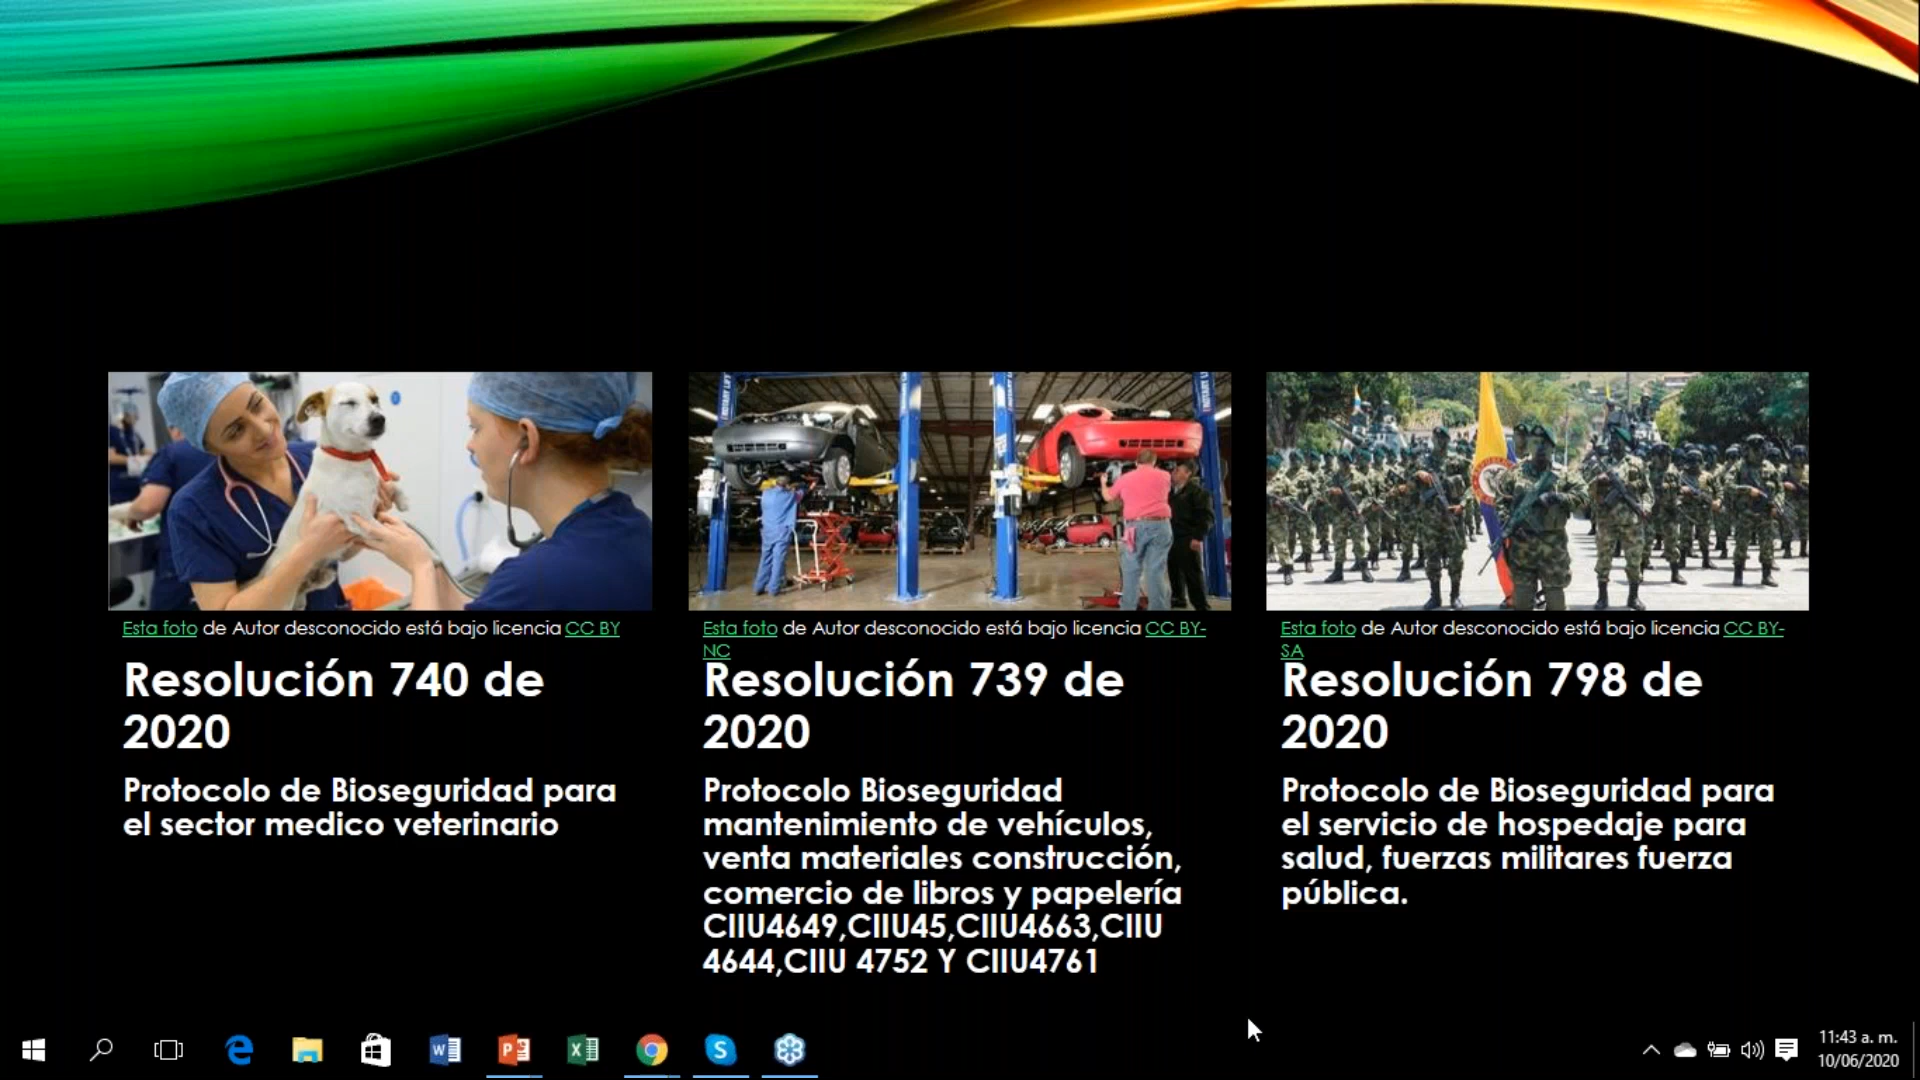 Esta foto de Autor desconocido está bajo licencia CC BY
Resolución 740 de
2020
Protocolo de Bioseguridad para
el sector medico veterinario
Esta foto de Autor desconocido está bajo licencia CC BY-
NC
Resolución 739 de
2020
Protocolo Bioseguridad
mantenimiento de vehículos,
venta materiales construcción,
comercio de libros y papelería
CIIU4649,CIIU45,CIIU4663,CIIU
4644,CIIU 4752 Y CIIU4761
Esta foto de Autor desconocido está bajo licencia CC BY-
SA
Resolución 798 de
2020
Protocolo de Bioseguridad para
el servicio de hospedaje para
salud, fuerzas militares fuerza
pública.
11:43 a. m.
10/06/2020